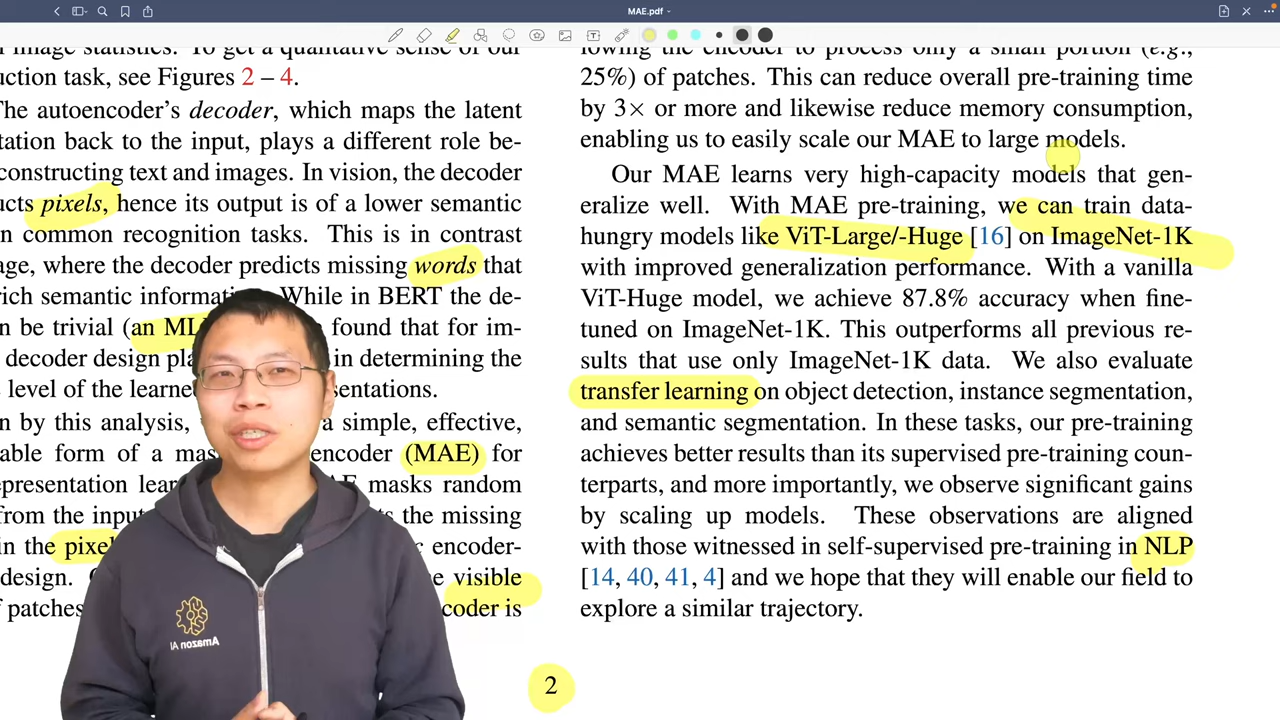 MAE.pdf
l image statistics. To get a qualitative sense of our
uction task, see Figures 2 – 4.
The autoencoder's decoder, which maps the latent
tation back to the input, plays a different role be-
constructing text and images. In vision, the decoder
ucts pixels, hence its output is of a lower semantic
n common recognition tasks. This is in contrast
age, where the decoder predicts missing words that
rich semantic informati While in BERT the de-
n be trivial (an ML found that for im-
decoder design pla in determining the
level of the learne sentations.
n by this analysis, a simple, effective,
able form of a mas encoder (MAE) for
presentation lear AE masks random
from the input ts the missing
in the pixel c encoder-
design. e visible
f patches coder is
lowing the encoder to process only a small portion (e.g.,
25%) of patches. This can reduce overall pre-training time
by 3× or more and likewise reduce memory consumption,
enabling us to easily scale our MAE to large models.
Our MAE learns very high-capacity models that gen-
eralize well. With MAE pre-training, we can train data-
hungry models like ViT-Large/-Huge [16] on ImageNet-1K
with improved generalization performance. With a vanilla
ViT-Huge model, we achieve 87.8% accuracy when fine-
tuned on ImageNet-1K. This outperforms all previous re-
sults that use only ImageNet-1K data. We also evaluate
transfer learning on object detection, instance segmentation,
and semantic segmentation. In these tasks, our pre-training
achieves better results than its supervised pre-training coun-
terparts, and more importantly, we observe significant gains
by scaling up models. These observations are aligned
with those witnessed in self-supervised pre-training in NLP
[14, 40, 41, 4] and we hope that they will enable our field to
explore a similar trajectory.
2
Amazon AI